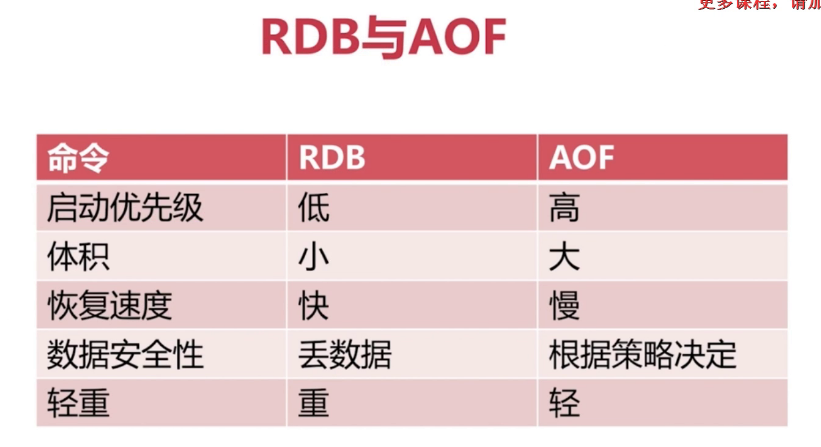 更多课程，请加
RDB与AOF
命令 RDB AOF
启动优先级 低 高
体积 小 大
恢复速度 快 慢
数据安全性 丢数据 根据策略决定
轻重 重 轻